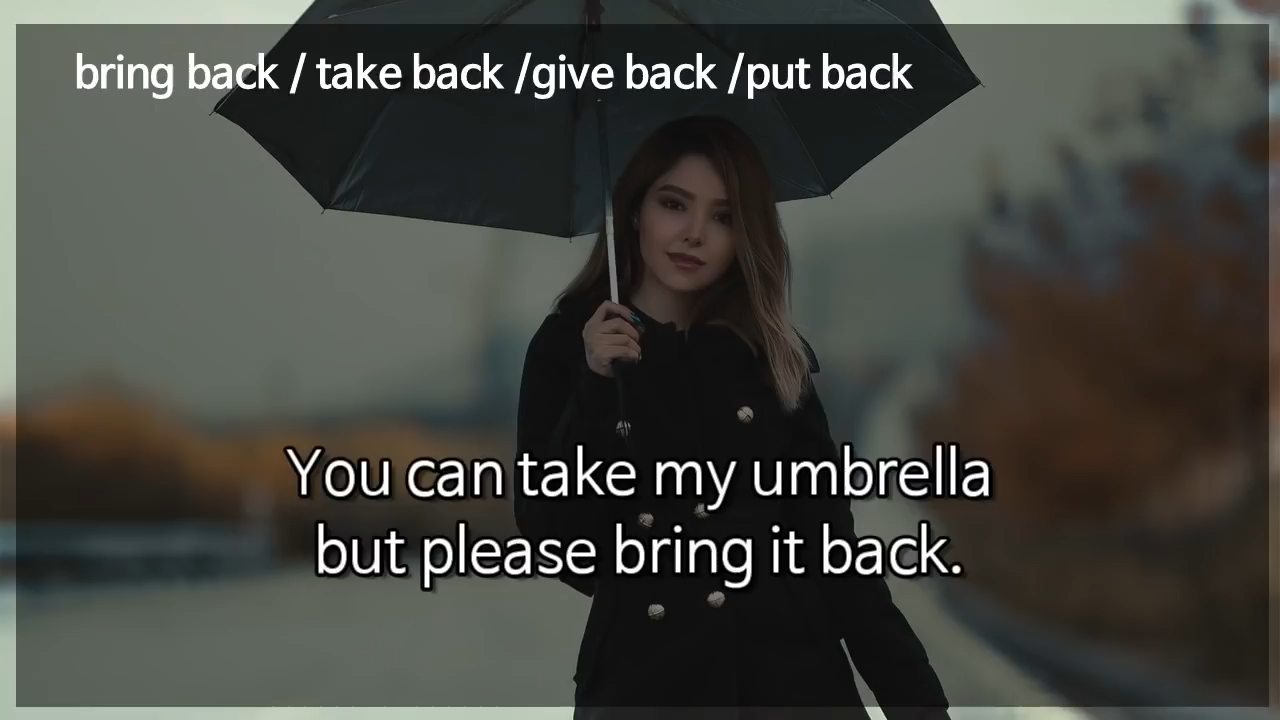 bring back / take back /give back /put back
You can take my umbrella
but please bring it back.